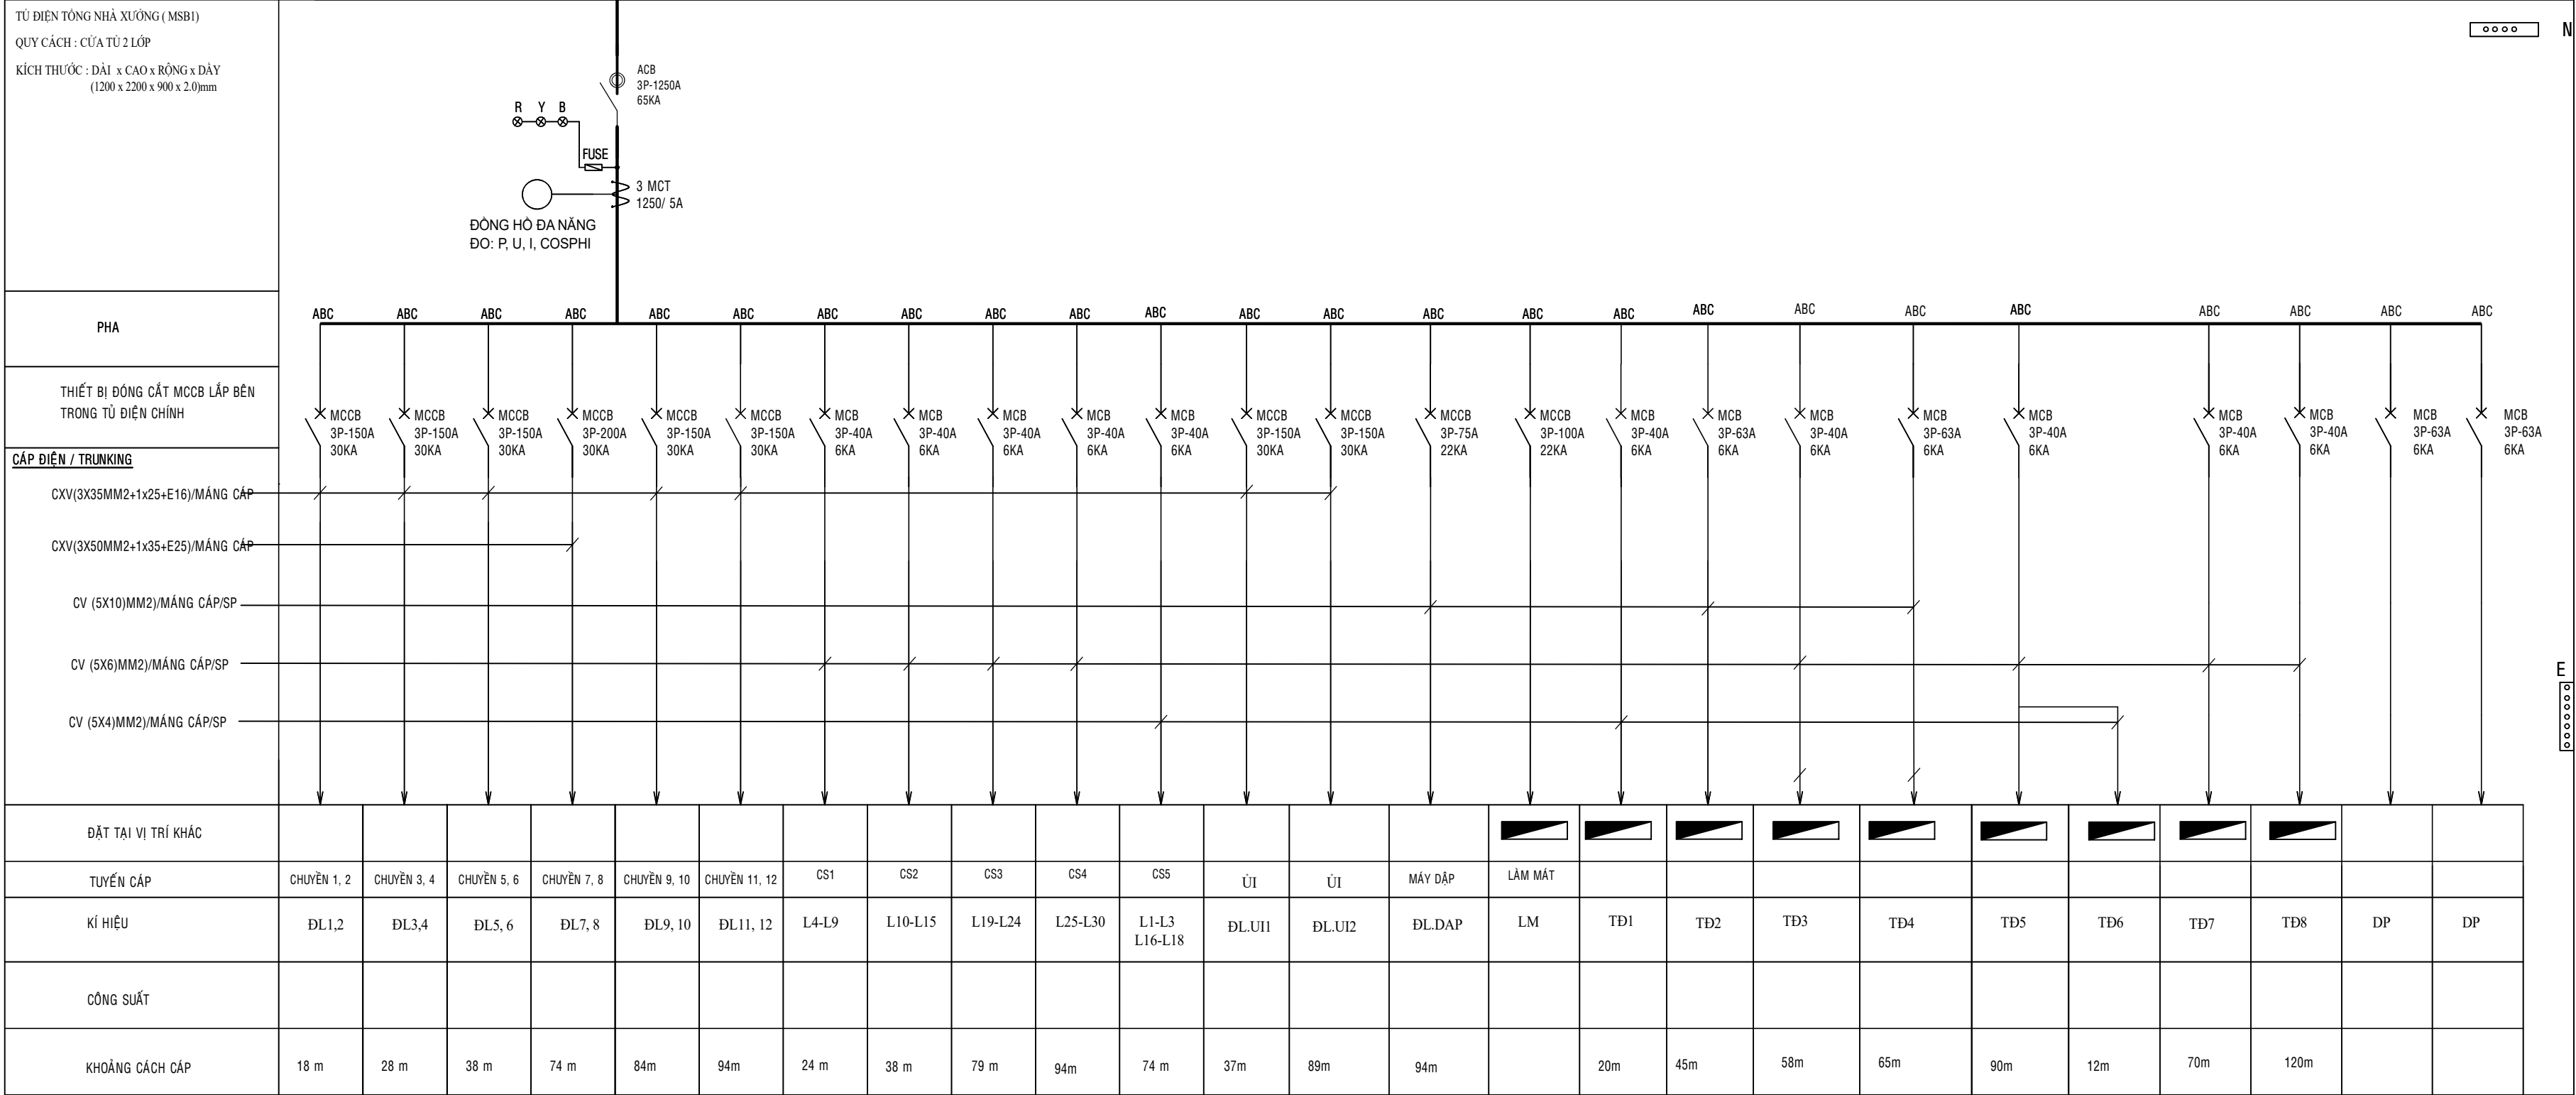 TỦ ĐIỆN TỔNG NHÀ XƯỞNG ( MSB1)
QUY CÁCH : CỬA TỦ 2 LỚP
KÍCH THƯỚC : DÀI x CAO x RỘNG x DẦY
(1200 x 2200 x 900 x 2.0)mm
N
ACB
3P-1250A
65KA
R Y B
FUSE
3 MCT
1250/ 5A
ĐỒNG HỒ ĐA NĂNG
ĐO: P, U, I, COSPHI
PHA
ABC ABC ABC ABC ABC ABC ABC ABC ABC ABC ABC ABC ABC ABC ABC ABC ABC ABC ABC ABC ABC ABC ABC ABC
THIẾT BỊ ĐÓNG CẮT MCCB LẮP BÊN
TRONG TỦ ĐIỆN CHÍNH
MCCB MCCB MCCB MCCB MCCB MCCB MCB MCB MCB MCB MCB MCCB MCCB MCCB MCCB MCB MCB MCB MCB MCB MCB MCB MCB MCB
3P-150A 3P-150A 3P-150A 3P-200A 3P-150A 3P-150A 3P-40A 3P-40A 3P-40A 3P-40A 3P-40A 3P-150A 3P-150A 3P-75A 3P-100A 3P-40A 3P-63A 3P-40A 3P-63A 3P-40A 3P-40A 3P-40A 3P-63A 3P-63A
30KA 30KA 30KA 30KA 30KA 30KA 6KA 6KA 6KA 6KA 6KA 30KA 30KA 22KA 22KA 6KA 6KA 6KA 6KA 6KA 6KA 6KA 6KA 6KA
CÁP ĐIỆN / TRUNKING
CXV(3X35MM2+1x25+E16)/MÁNG CÁP
CXV(3X50MM2+1x35+E25)/MÁNG CÁP
CV (5X10)MM2)/MÁNG CÁP/SP
CV (5X6)MM2)/MÁNG CÁP/SP
E
CV (5X4)MM2)/MÁNG CÁP/SP
ĐẶT TẠI VỊ TRÍ KHÁC
TUYẾN CÁP CHUYỀN 1, 2 CHUYỀN 3, 4 CHUYỀN 5, 6 CHUYỀN 7, 8 CHUYỀN 9, 10 CHUYỀN 11, 12 CS1 CS2 CS3 CS4 CS5 ỦI ỦI MÁY DẬP LÀM MÁT
KÍ HIỆU ĐL1,2 ĐL3,4 ĐL5, 6 ĐL7, 8 ĐL9, 10 ĐL11, 12 L4-L9 L10-L15 L19-L24 L25-L30 L1-L3 ĐL.UI1 ĐL.UI2 ĐL.DAP LM TĐ1 TĐ2 TĐ3 TĐ4 TĐ5 TĐ6 TĐ7 TĐ8 DP DP
L16-L18
CÔNG SUẤT
KHOẢNG CÁCH CÁP 18 m 28 m 38 m 74 m 84m 94m 24 m 38 m 79 m 94m 74 m 37m 89m 94m 20m 45m 58m 65m 90m 12m 70m 120m